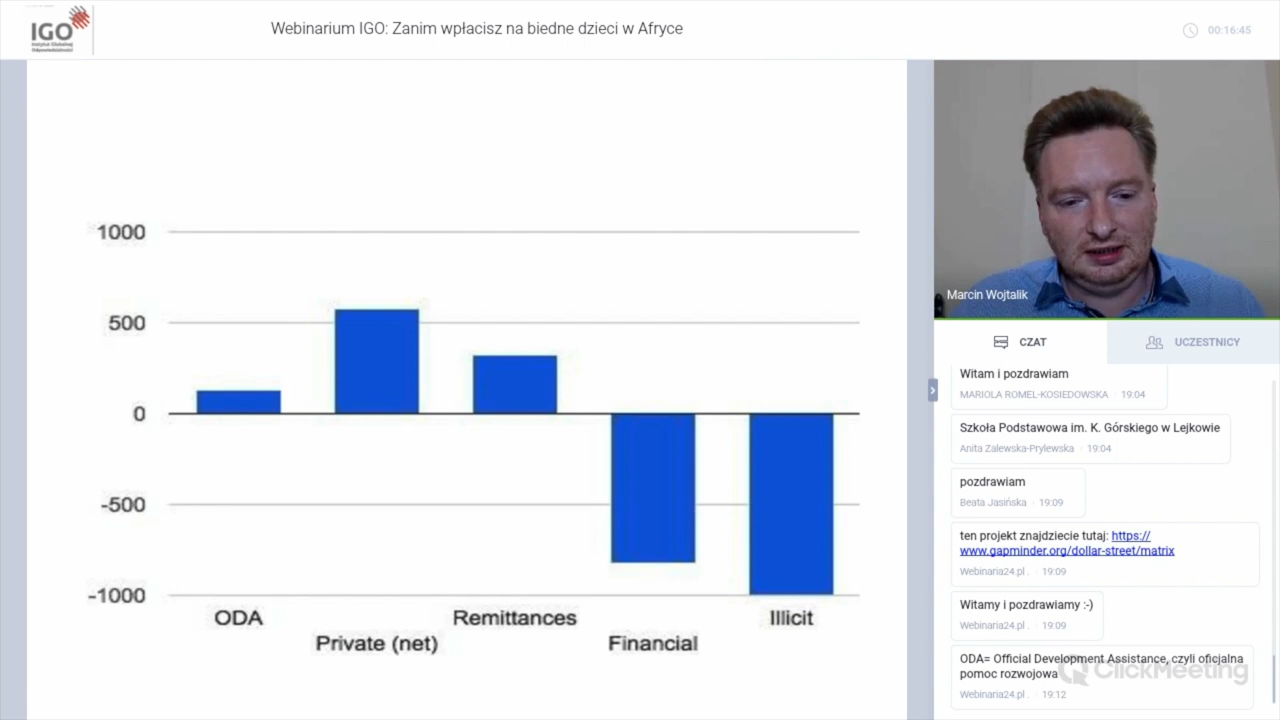 IGO
Instytut Globalnej
Odpowiedzialności
Webinarium IGO: Zanim wpłacisz na biedne dzieci w Afryce
00:16:45
1000
500
0
-500
-1000
ODA
Private (net)
Remittances
Financial
Illicit
Marcin Wojtalik
CZAT
UCZESTNICY
Witam i pozdrawiam
MARIOLA ROMEL-KOSIEDOWSKA · 19:04
Szkoła Podstawowa im. K. Górskiego w Lejkowie
Anita Zalewska-Prylewska · 19:04
pozdrawiam
Beata Jasińska · 19:09
ten projekt znajdziecie tutaj: https://
www.gapminder.org/dollar-street/matrix
Webinaria24.pl . · 19:09
Witamy i pozdrawiamy :-)
Webinaria24.pl . · 19:09
ODA= Official Development Assistance, czyli oficjalna
pomoc rozwojowa
Webinaria24.pl . · 19:12
ClickMeeting